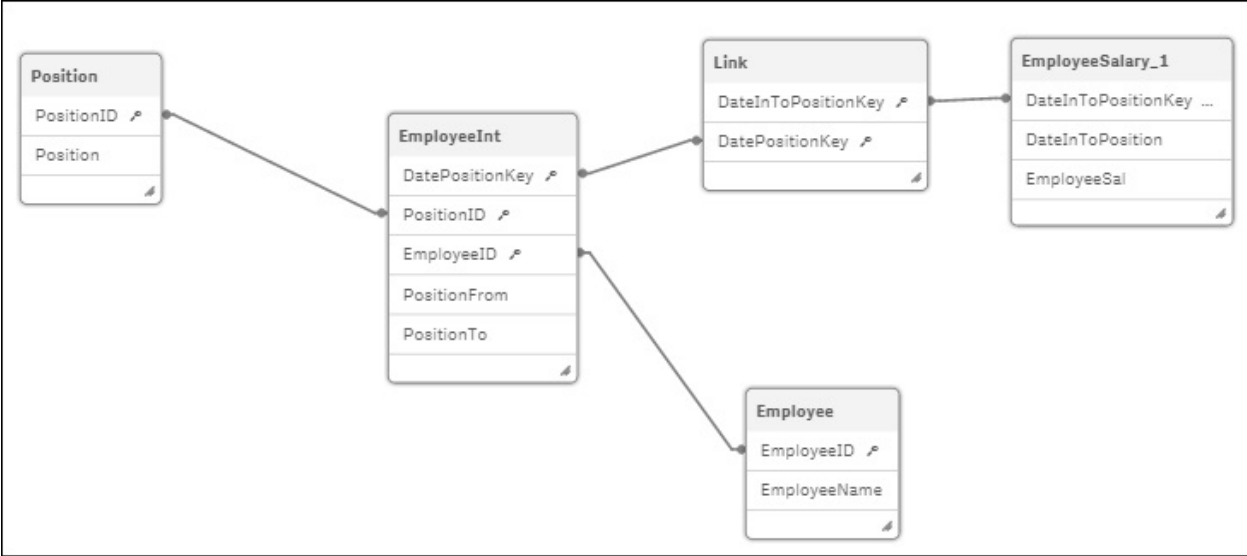 Position
PositionID
Position
EmployeeInt
DatePositionKey
PositionID
EmployeeID
PositionFrom
PositionTo
Link
DateInToPositionKey
DatePositionKey
EmployeeSalary_1
DateInToPositionKey ...
DateInToPosition
EmployeeSal
Employee
EmployeeID
EmployeeName